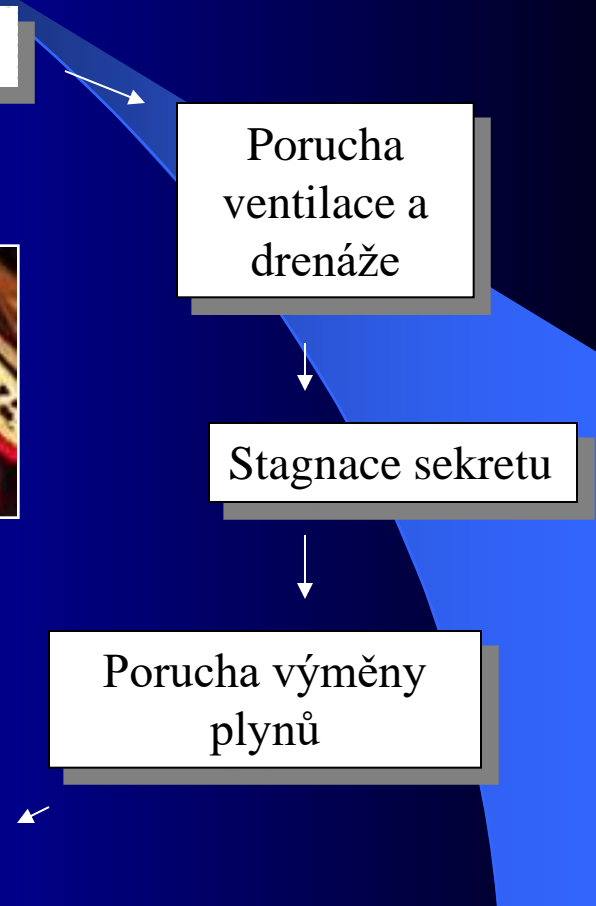 Porucha
ventilace a
drenáže
Stagnace sekretu
Porucha výměny
plynů